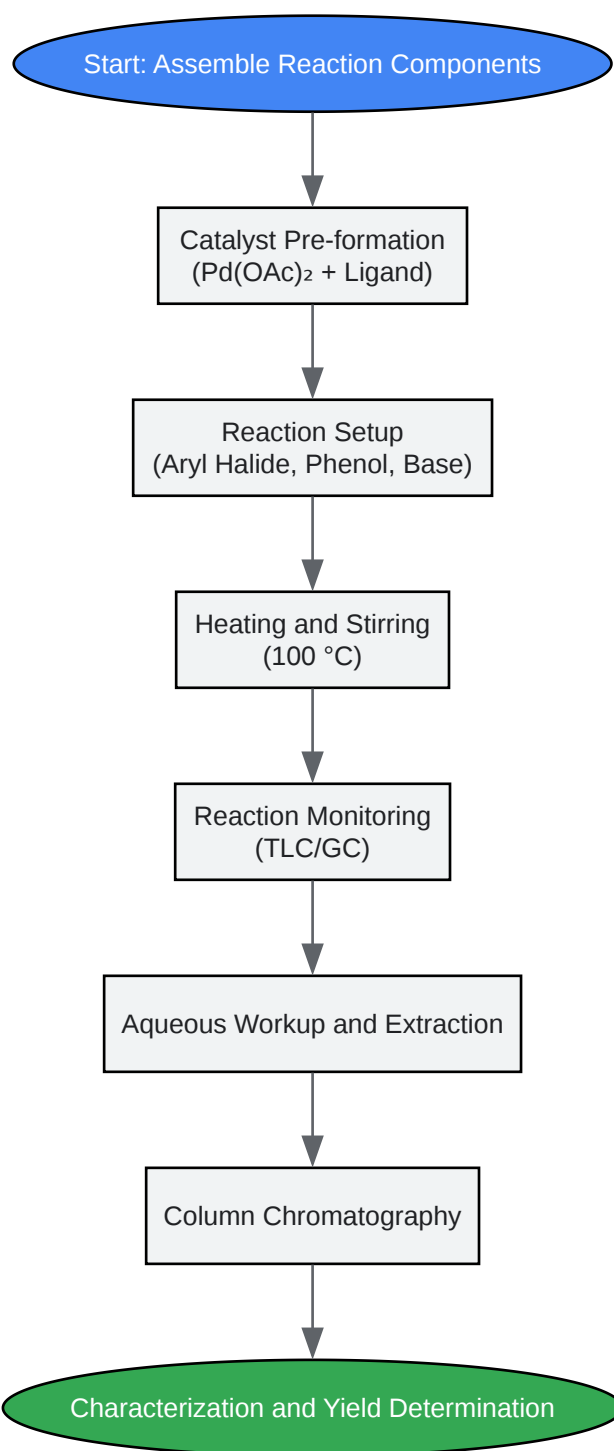 Start: Assemble Reaction Components
Catalyst Pre-formation
(Pd(OAc)₂ + Ligand)
Reaction Setup
(Aryl Halide, Phenol, Base)
Heating and Stirring
(100 °C)
Reaction Monitoring
(TLC/GC)
Aqueous Workup and Extraction
Column Chromatography
Characterization and Yield Determination